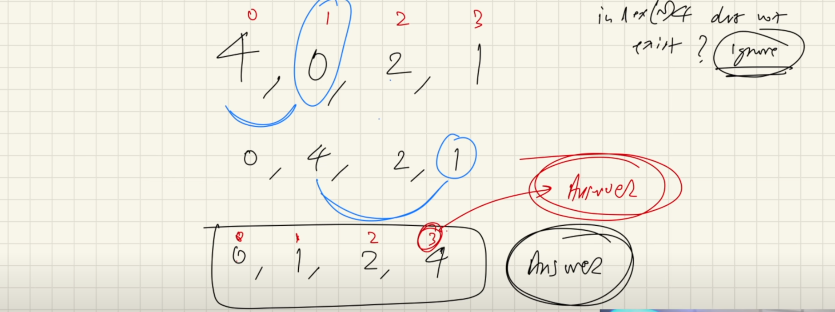 0 1 2 3
4, 0, 2, 1
index(n) 4 does not
exist? ignore
0, 4, 2, 1
Answer
0 1 2 3
0, 1, 2, 4
Answer